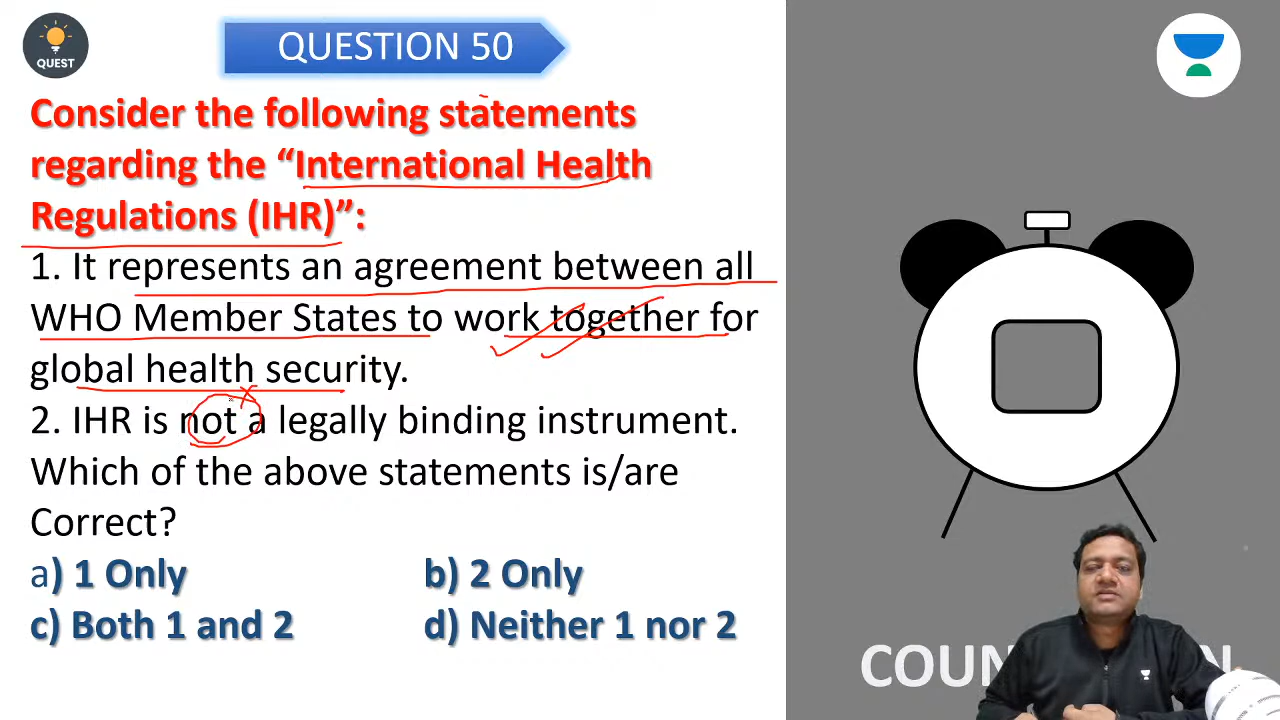 QUEST
QUESTION 50
Consider the following statements
regarding the “International Health
Regulations (IHR)”:
1. It represents an agreement between all
WHO Member States to work together for
global health security.
2. IHR is not a legally binding instrument.
Which of the above statements is/are
Correct?
a) 1 Only
b) 2 Only
c) Both 1 and 2
d) Neither 1 nor 2